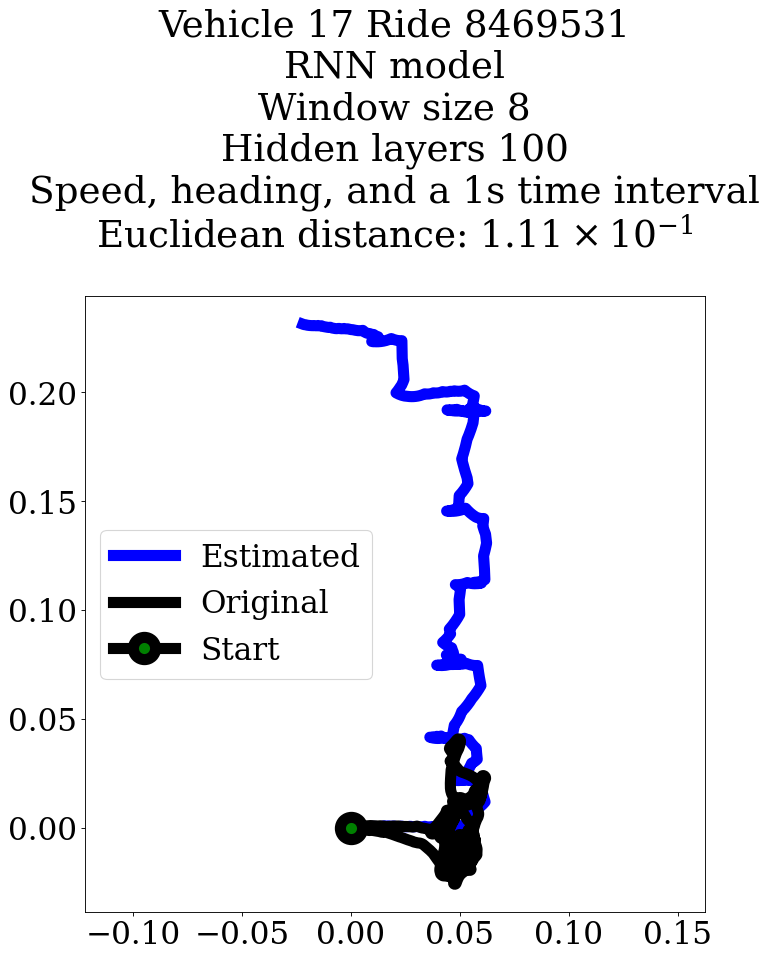 Vehicle 17 Ride 8469531
RNN model
Window size 8
Hidden layers 100
Speed, heading, and a 1s time interval
Euclidean distance: 1.11 × 10⁻¹
0.20
0.15
0.10
0.05
0.00
Estimated
Original
Start
−0.10 −0.05 0.00 0.05 0.10 0.15